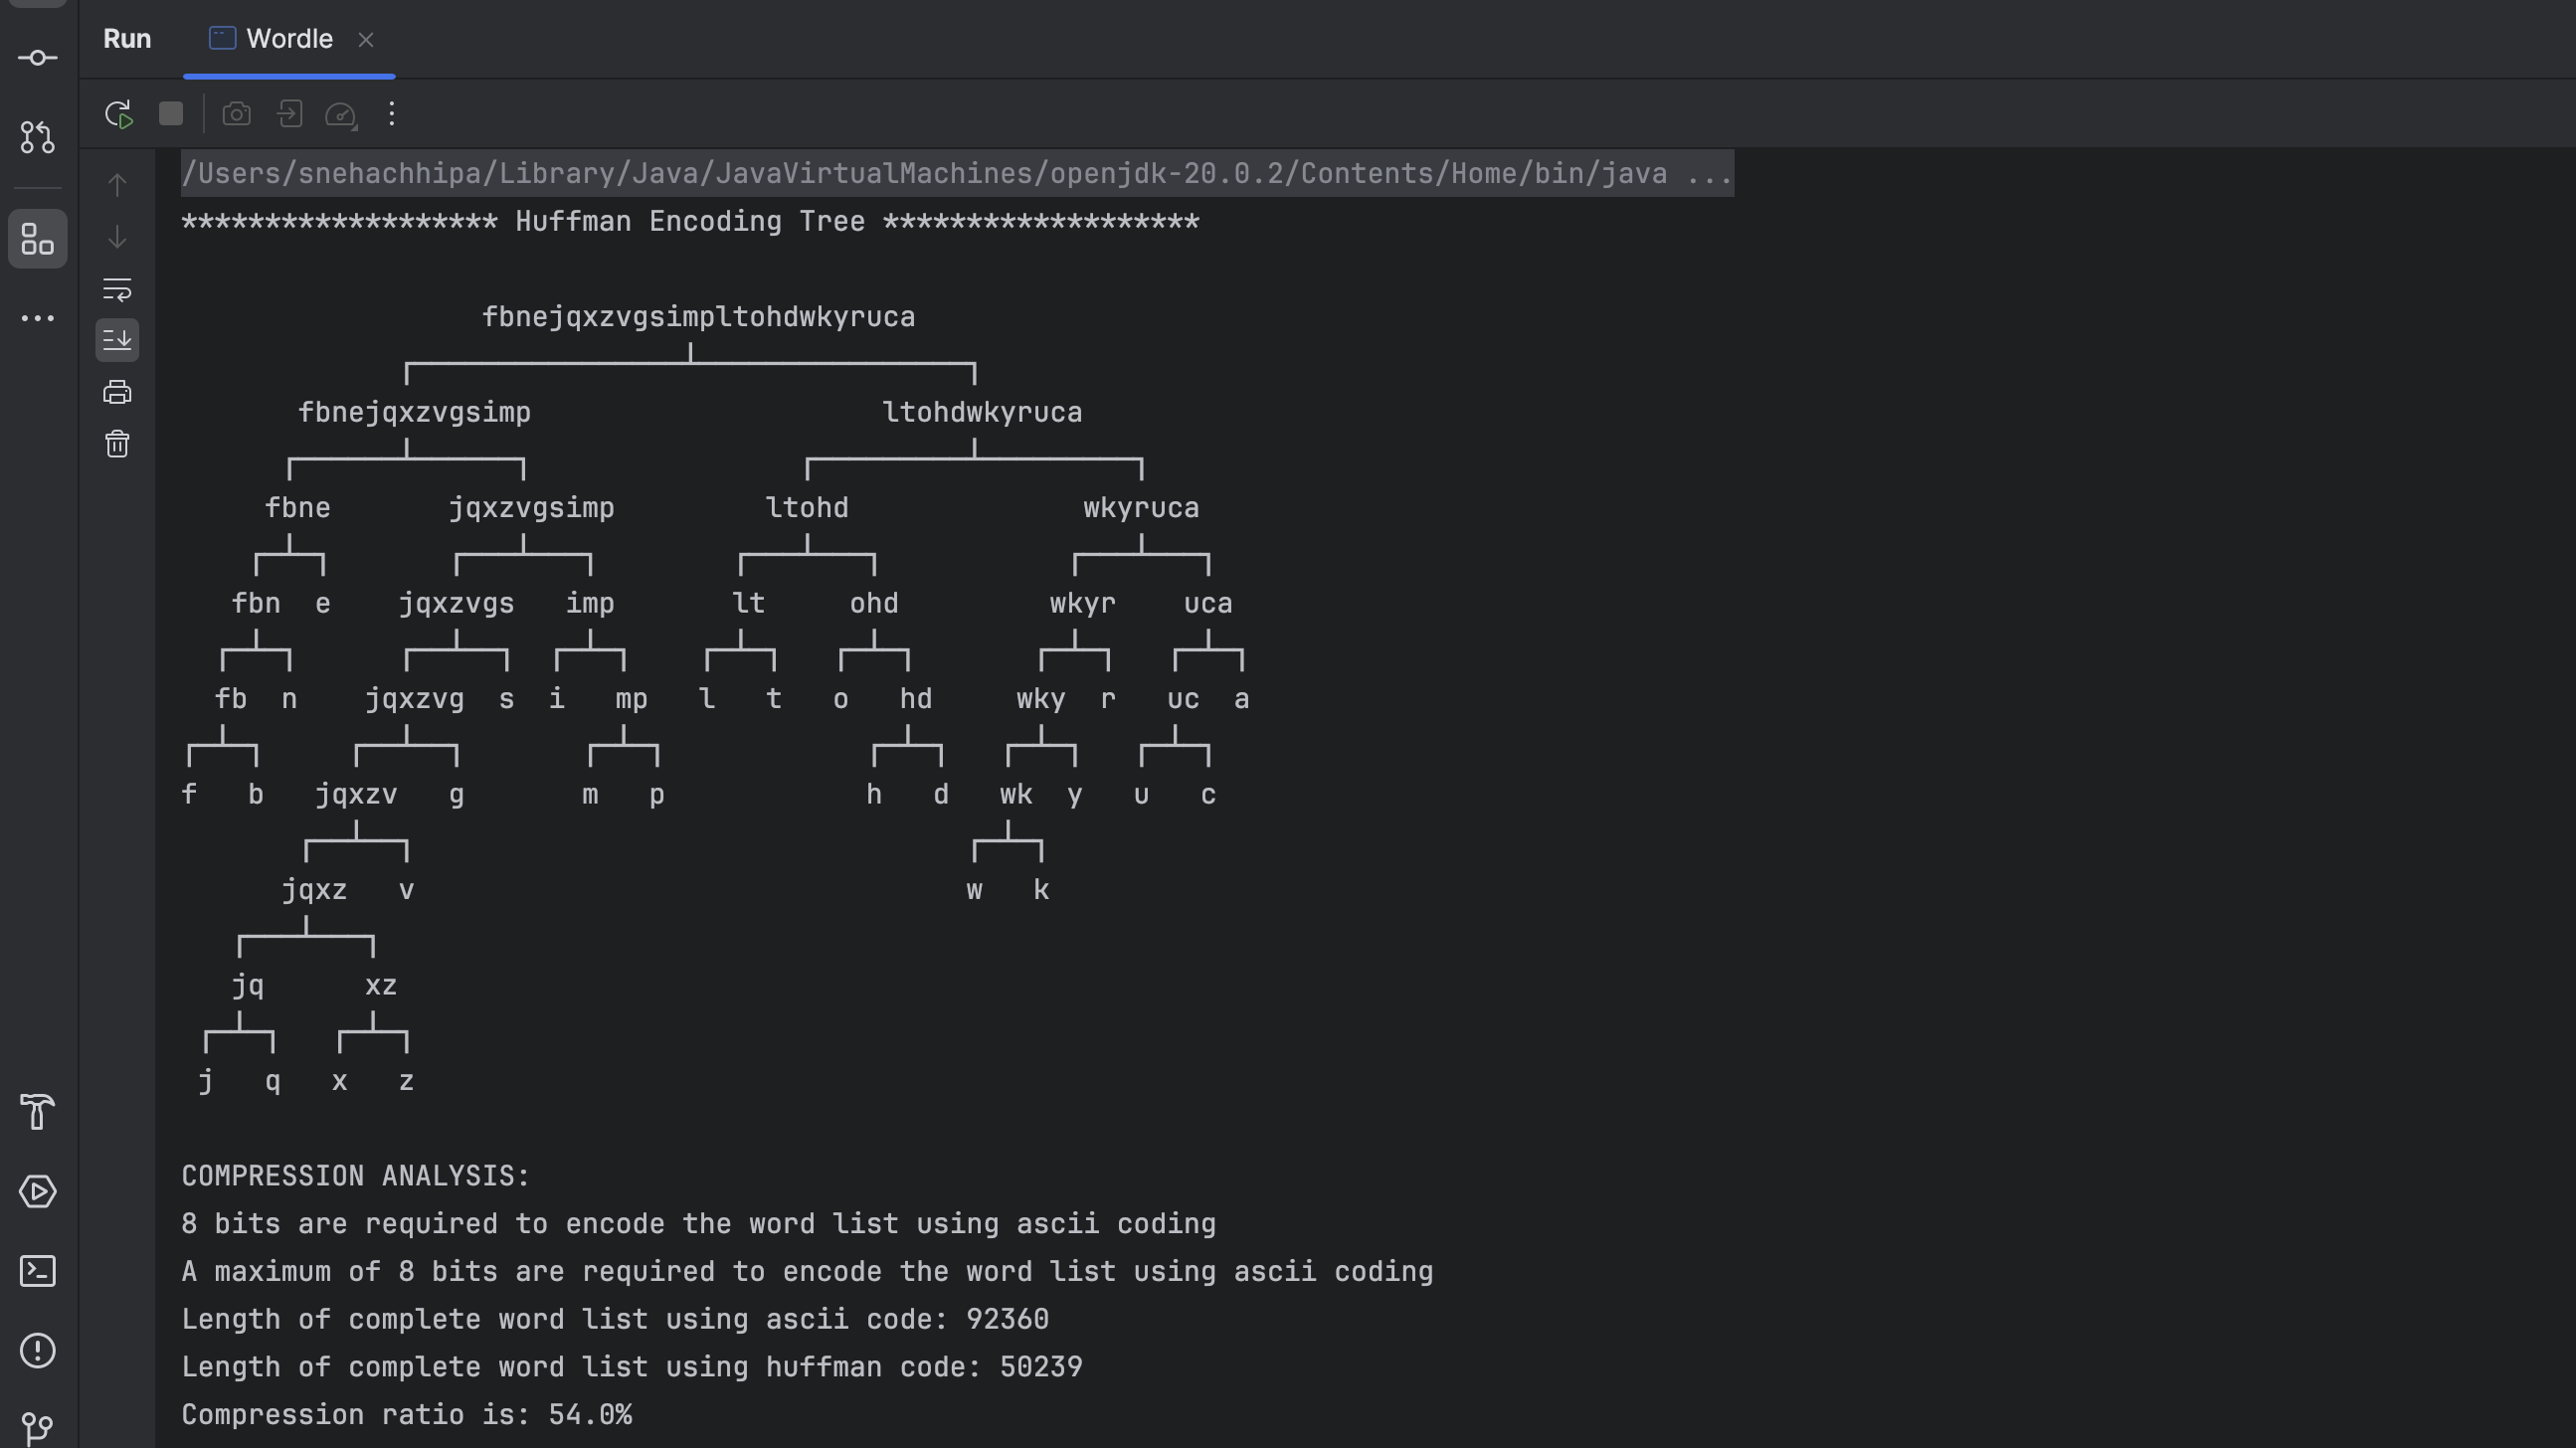 Run Wordle
/Users/snehachhipa/Library/Java/JavaVirtualMachines/openjdk-20.0.2/Contents/Home/bin/java ...
******************* Huffman Encoding Tree *******************
fbnejqxzvgsimpltohdwkyruca
fbnejqxzvgsimp ltohdwkyruca
fbne jqxzvgsimp ltohd wkyruca
fbn e jqxzvgs imp lt ohd wkyr uca
fb n jqxzvg s i mp l t o hd wky r uc a
f b jqxzv g m p h d wk y u c
jqxz v w k
jq xz
j q x z
COMPRESSION ANALYSIS:
8 bits are required to encode the word list using ascii coding
A maximum of 8 bits are required to encode the word list using ascii coding
Length of complete word list using ascii code: 92360
Length of complete word list using huffman code: 50239
Compression ratio is: 54.0%